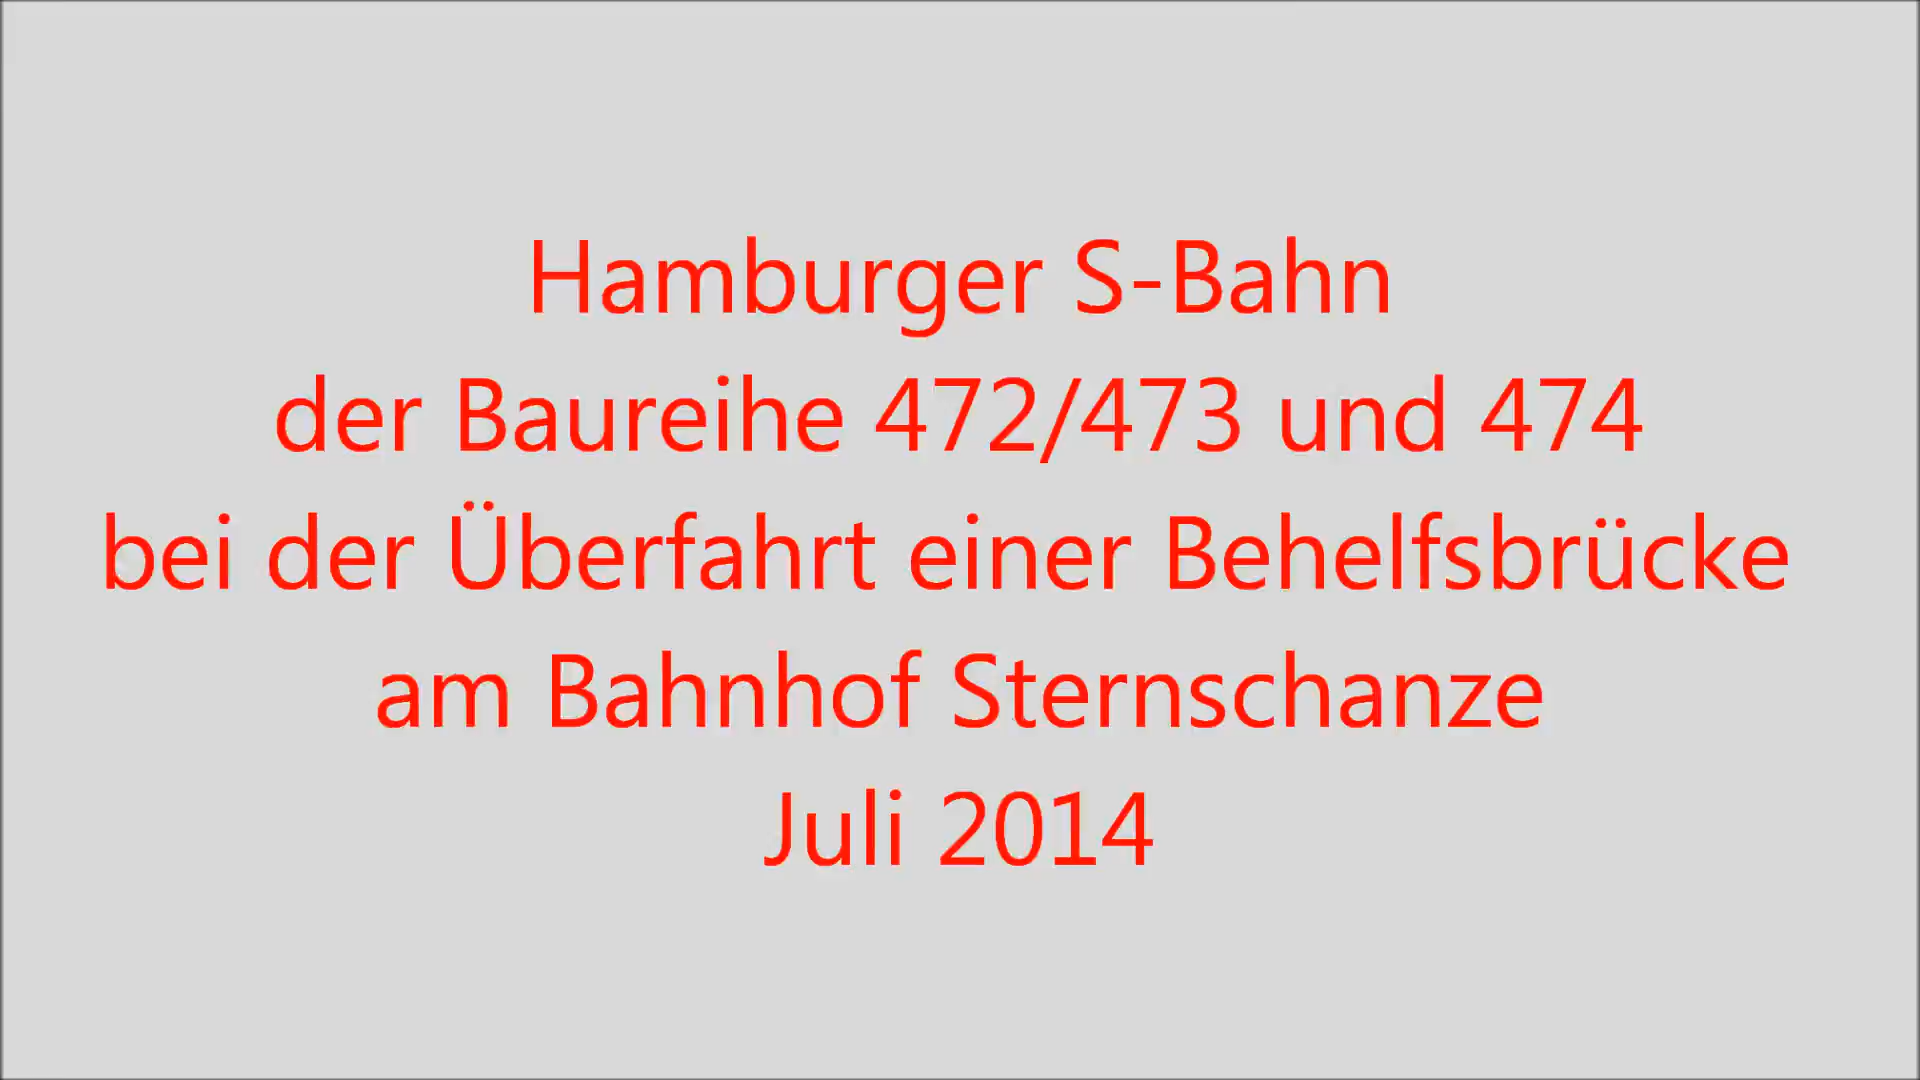 Hamburger S-Bahn
der Baureihe 472/473 und 474
bei der Überfahrt einer Behelfsbrücke
am Bahnhof Sternschanze
Juli 2014